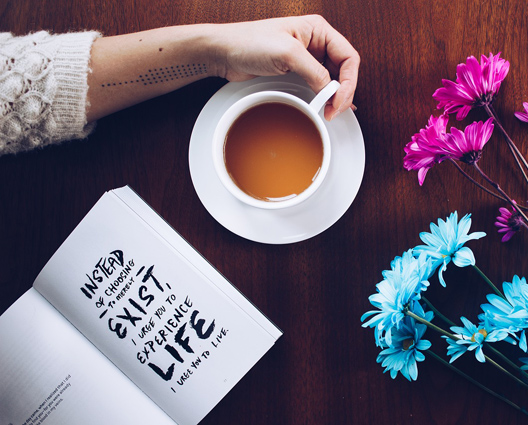 INSTEAD
OF CHOOSING
TO MERELY
EXIST,
I URGE YOU TO
EXPERIENCE
LIFE
I URGE YOU TO LIVE.